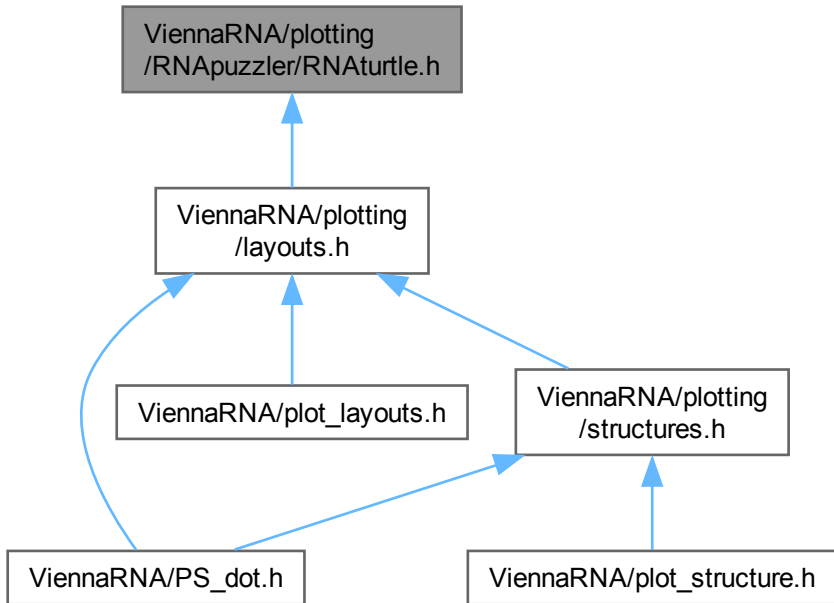 ViennaRNA/plotting
/RNApuzzler/RNAturtle.h
ViennaRNA/plotting
/layouts.h
ViennaRNA/plot_layouts.h
ViennaRNA/plotting
/structures.h
ViennaRNA/PS_dot.h
ViennaRNA/plot_structure.h